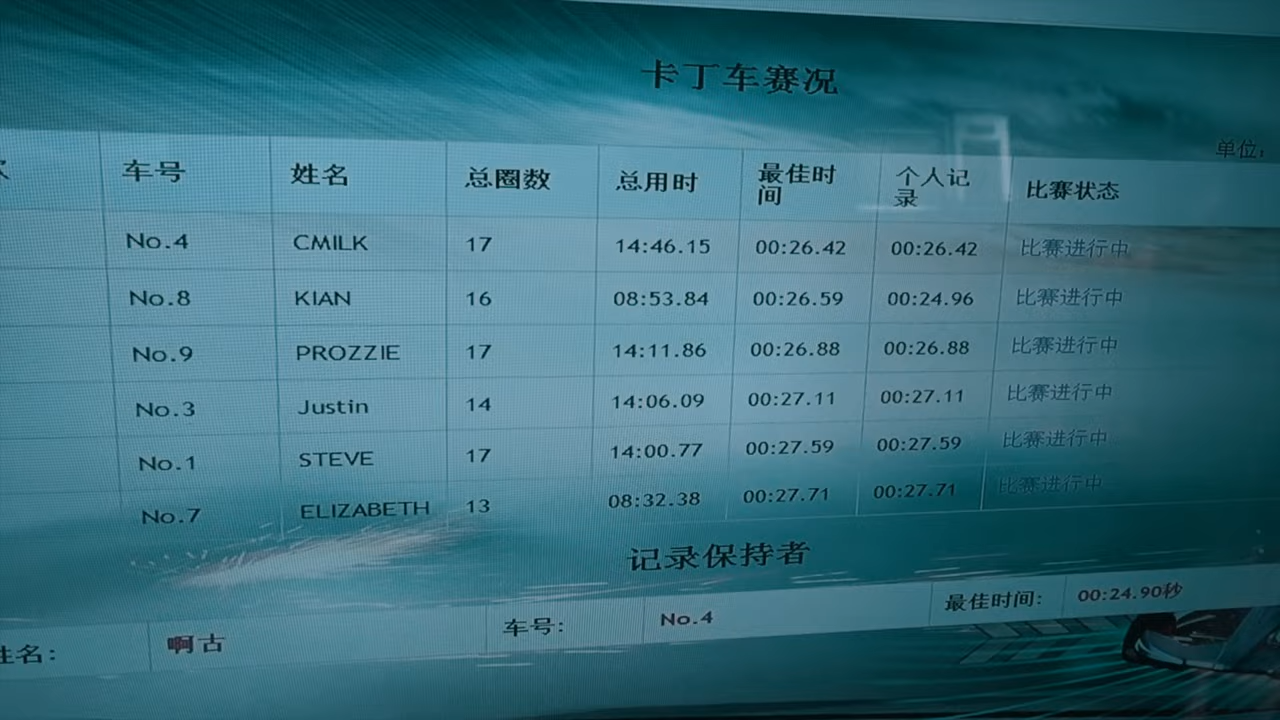 卡丁车赛况
单位:
车号 姓名 总圈数 总用时 最佳时间 个人记录 比赛状态
No.4 CMILK 17 14:46.15 00:26.42 00:26.42 比赛进行中
No.8 KIAN 16 08:53.84 00:26.59 00:24.96 比赛进行中
No.9 PROZZIE 17 14:11.86 00:26.88 00:26.88 比赛进行中
No.3 Justin 14 14:06.09 00:27.11 00:27.11 比赛进行中
No.1 STEVE 17 14:00.77 00:27.59 00:27.59 比赛进行中
No.7 ELIZABETH 13 08:32.38 00:27.71 00:27.71 比赛进行中
记录保持者
姓名: 啊古 车号: No.4 最佳时间: 00:24.90秒